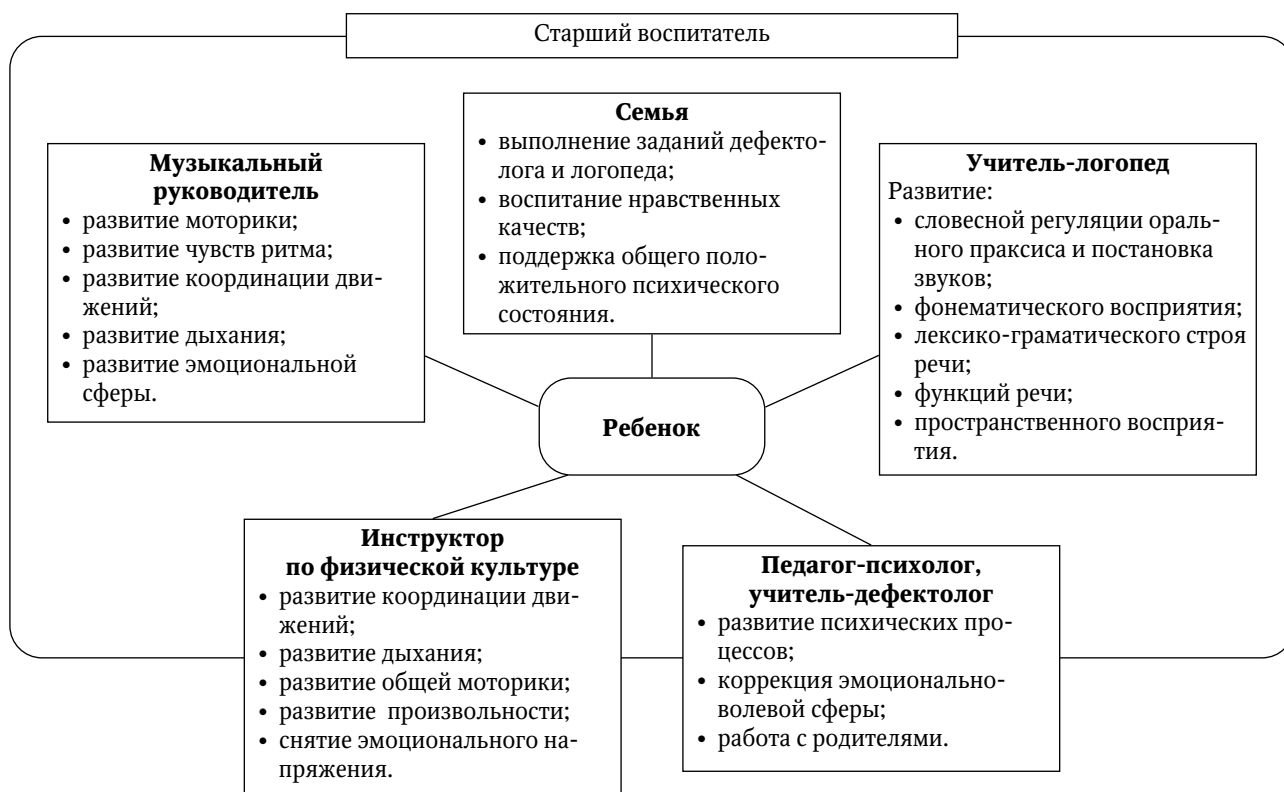 Старший воспитатель
Семья
• выполнение заданий дефекто-
лога и логопеда;
• воспитание нравственных
качеств;
• поддержка общего поло-
жительного психического
состояния.
Музыкальный
руководитель
• развитие моторики;
• развитие чувств ритма;
• развитие координации дви-
жений;
• развитие дыхания;
• развитие эмоциональной
сферы.
Учитель-логопед
Развитие:
• словесной регуляции ораль-
ного праксиса и постановка
звуков;
• фонематического восприятия;
• лексико-граматического строя
речи;
• функций речи;
• пространственного восприя-
тия.
Ребенок
Инструктор
по физической культуре
• развитие координации дви-
жений;
• развитие дыхания;
• развитие общей моторики;
• развитие произвольности;
• снятие эмоционального на-
пряжения.
Педагог-психолог,
учитель-дефектолог
• развитие психических про-
цессов;
• коррекция эмоционально-
волевой сферы;
• работа с родителями.